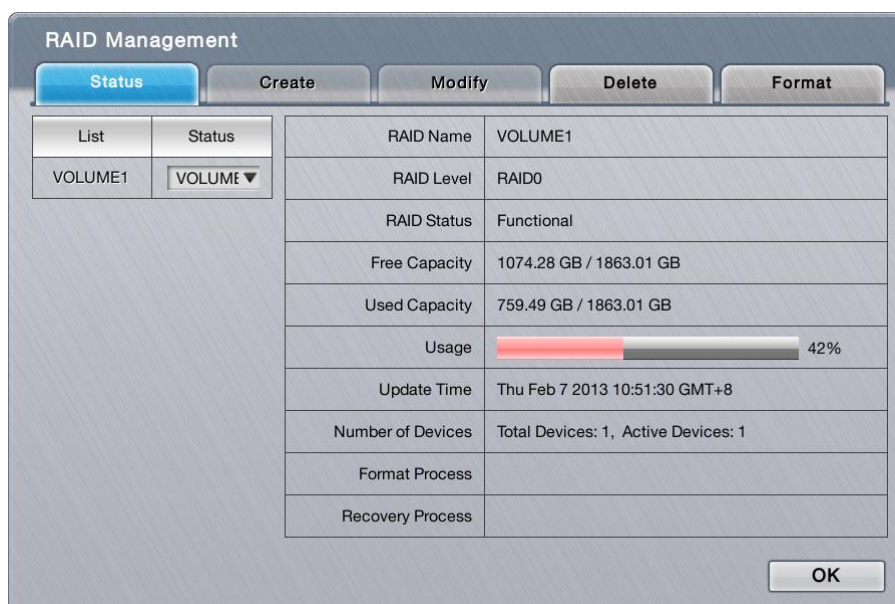 RAID Management
Status Create Modify Delete Format
List Status
VOLUME1 VOLUME
RAID Name VOLUME1
RAID Level RAID0
RAID Status Functional
Free Capacity 1074.28 GB / 1863.01 GB
Used Capacity 759.49 GB / 1863.01 GB
Usage 42%
Update Time Thu Feb 7 2013 10:51:30 GMT+8
Number of Devices Total Devices: 1, Active Devices: 1
Format Process
Recovery Process
OK